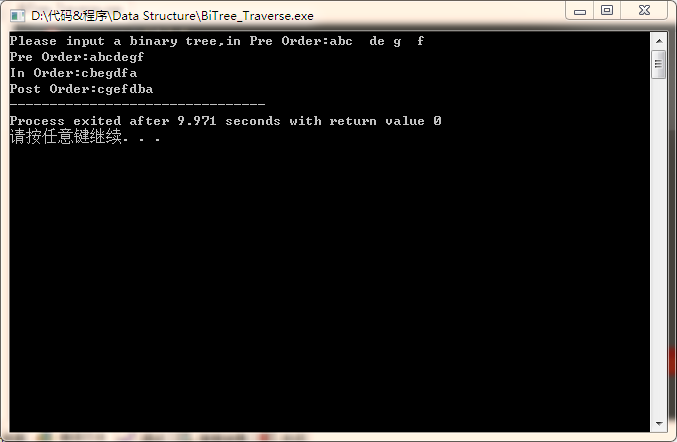 D:\代码&程序\Data Structure\BiTree_Traverse.exe
Please input a binary tree,in Pre Order:abc  de g  f
Pre Order:abcdegf
In Order:cbegdfa
Post Order:cgefdba
--------------------------------
Process exited after 9.971 seconds with return value 0
请按任意键继续. . .